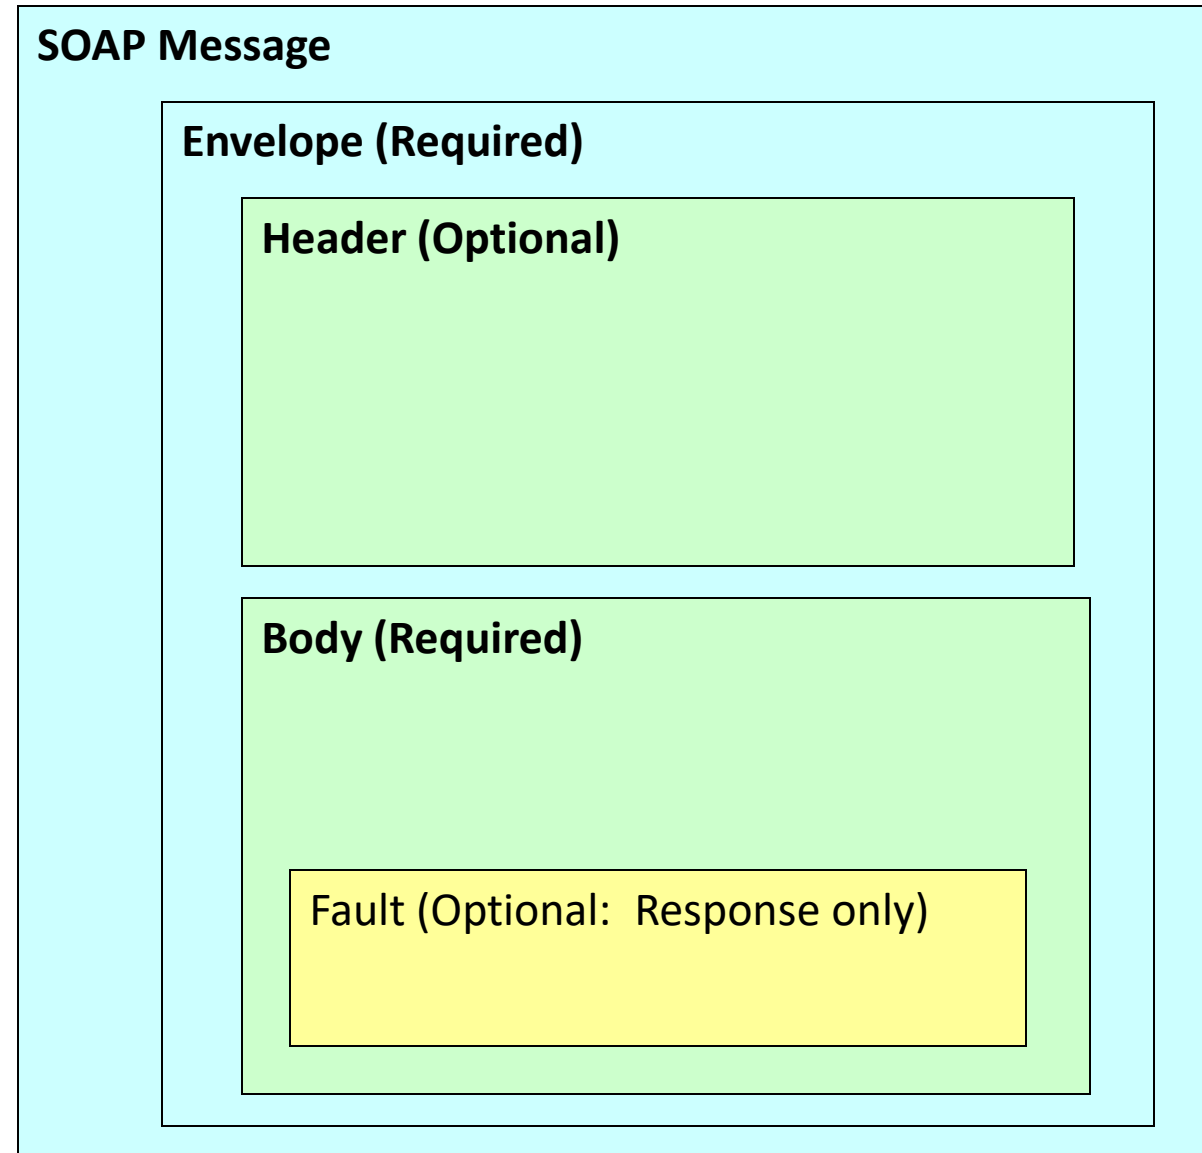 SOAP Message
Envelope (Required)
Header (Optional)
Body (Required)
Fault (Optional:  Response only)